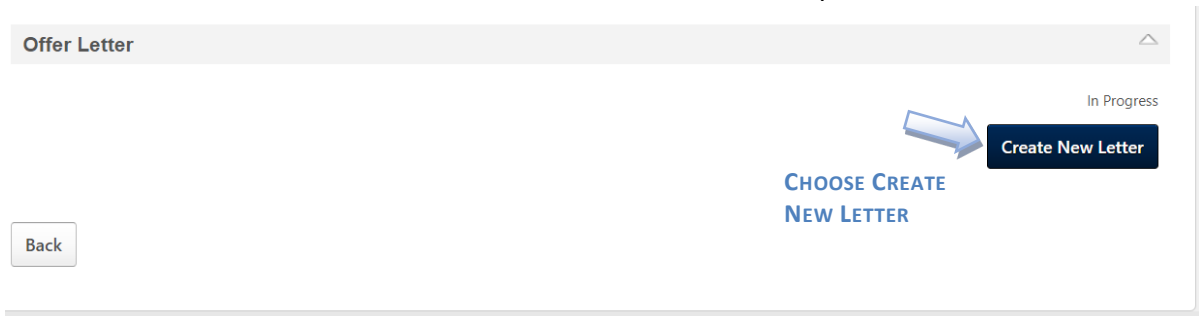 Offer Letter
In Progress
Create New Letter
CHOOSE CREATE
NEW LETTER
Back